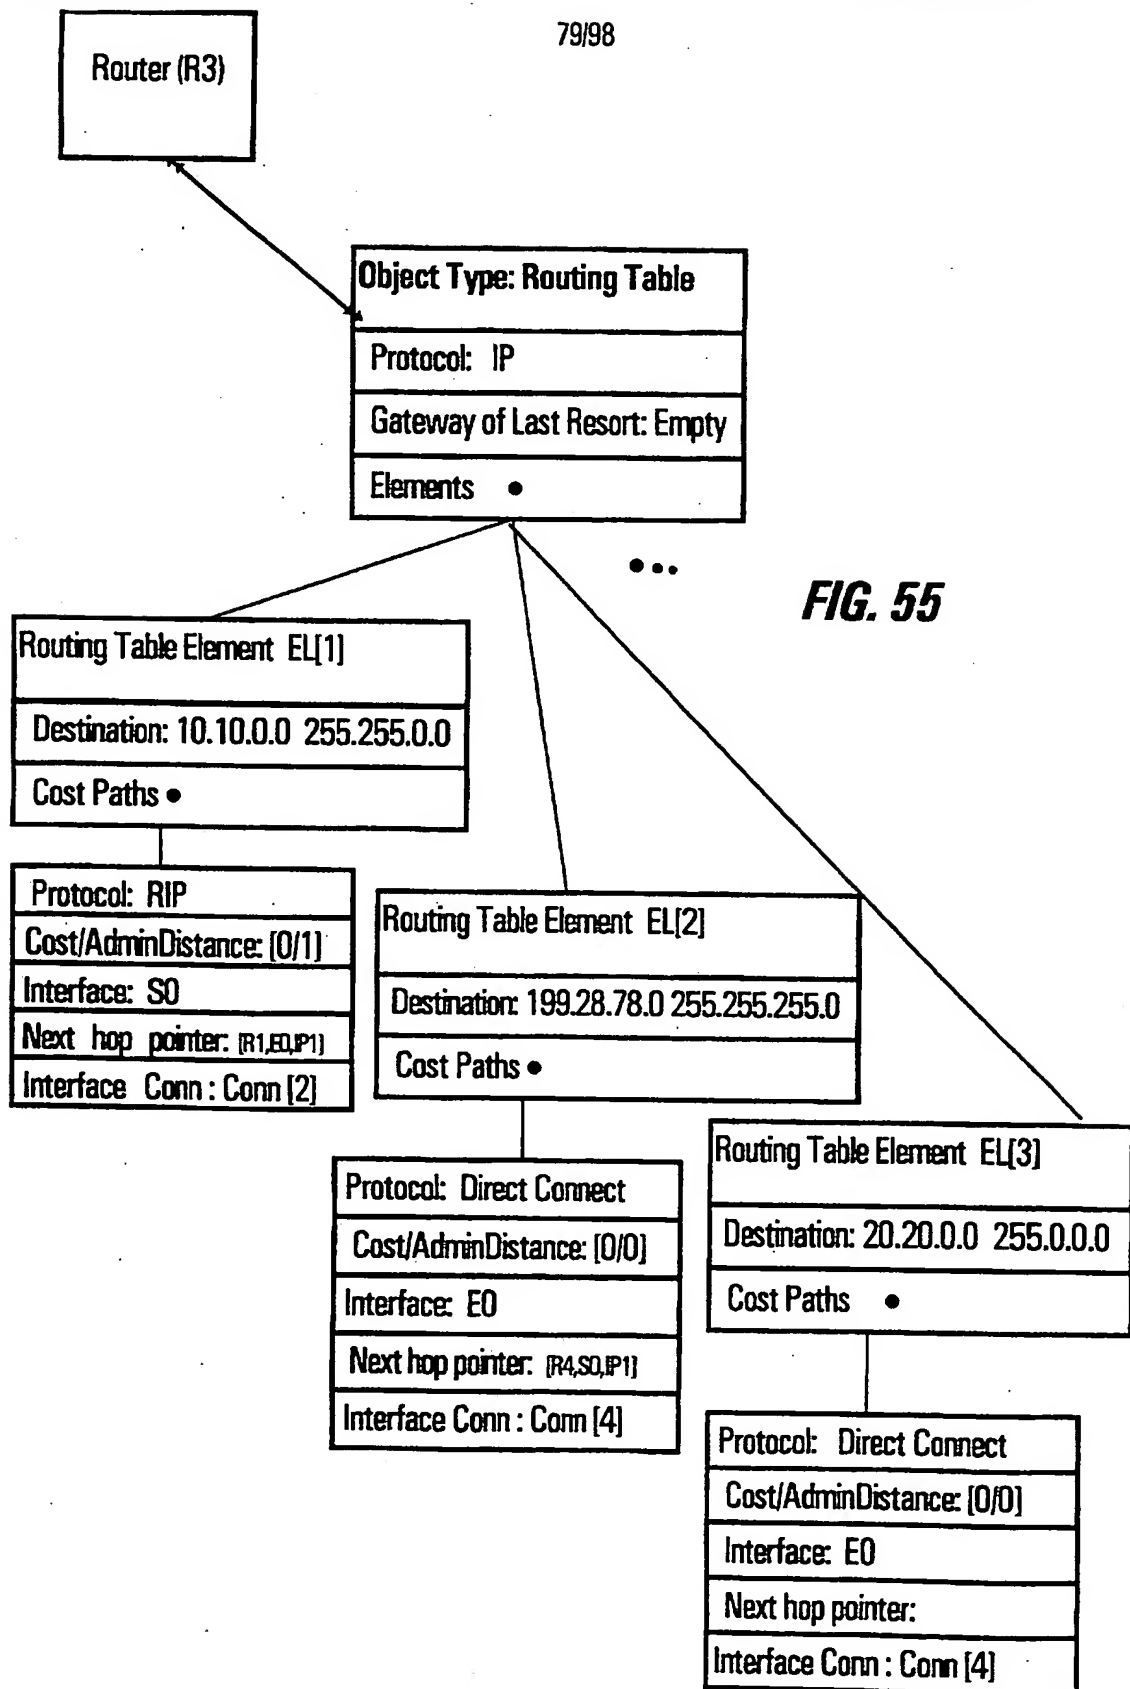 79/98
Router (R3)
Object Type: Routing Table
Protocol: IP
Gateway of Last Resort: Empty
Elements
FIG. 55
Routing Table Element EL[1]
Destination: 10.10.0.0 255.255.0.0
Cost Paths
Protocol: RIP
Cost/AdminDistance: [0/1]
Interface: S0
Next hop pointer: [R1,E0,IP1]
Interface Conn : Conn [2]
Routing Table Element EL[2]
Destination: 199.28.78.0 255.255.255.0
Cost Paths
Protocol: Direct Connect
Cost/AdminDistance: [0/0]
Interface: E0
Next hop pointer: [R4,S0,IP1]
Interface Conn : Conn [4]
Routing Table Element EL[3]
Destination: 20.20.0.0 255.0.0.0
Cost Paths
Protocol: Direct Connect
Cost/AdminDistance: [0/0]
Interface: E0
Next hop pointer:
Interface Conn : Conn [4]